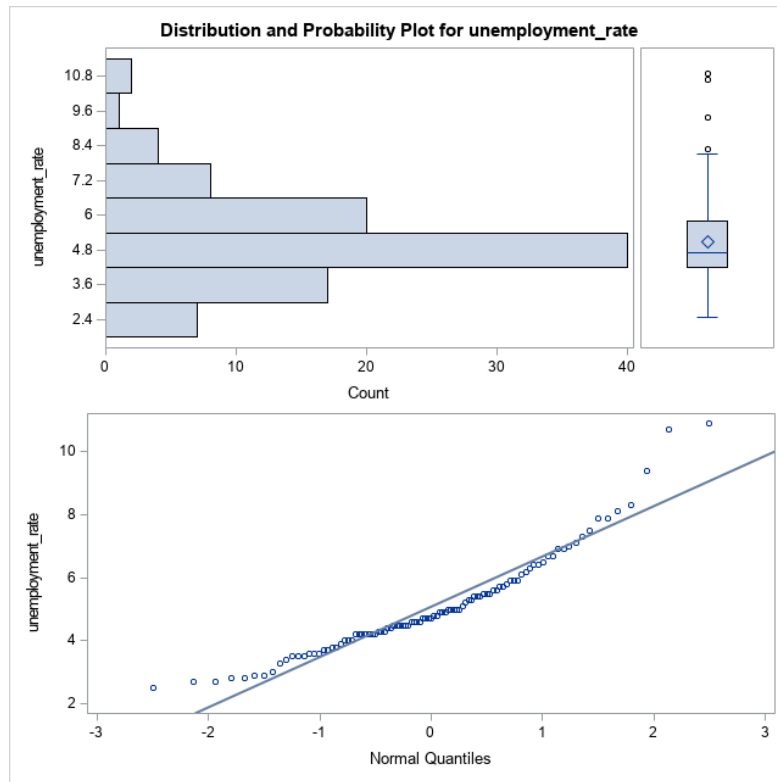 Distribution and Probability Plot for unemployment_rate
10.8
9.6
8.4
7.2
6
4.8
3.6
2.4
unemployment_rate
0 10 20 30 40
Count
10
8
6
4
2
unemployment_rate
-3 -2 -1 0 1 2 3
Normal Quantiles